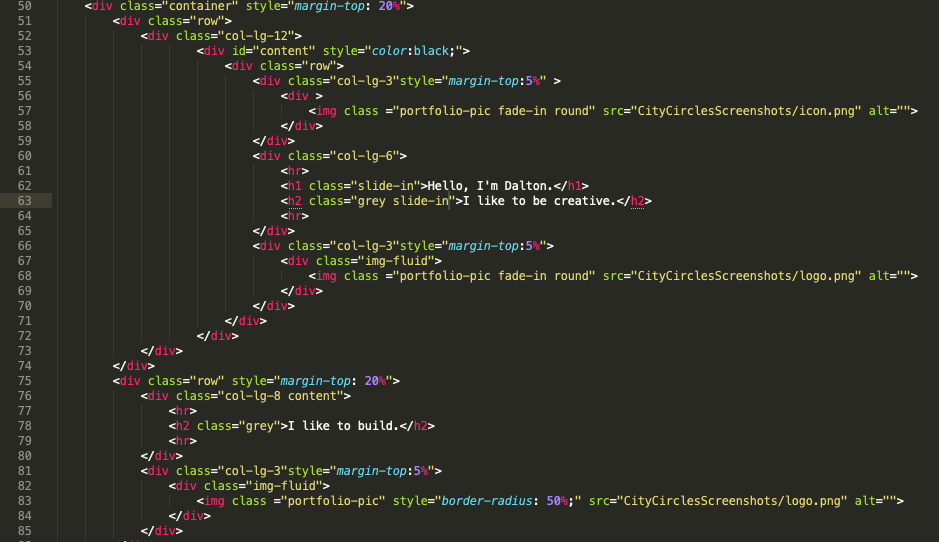 50 <div class="container" style="margin-top: 20%">
51 <div class="row">
52 <div class="col-lg-12">
53 <div id="content" style="color:black;">
54 <div class="row">
55 <div class="col-lg-3"style="margin-top:5%" >
56 <div >
57 <img class ="portfolio-pic fade-in round" src="CityCirclesScreenshots/icon.png" alt="">
58 </div>
59 </div>
60 <div class="col-lg-6">
61 <hr>
62 <h1 class="slide-in">Hello, I'm Dalton.</h1>
63 <h2 class="grey slide-in">I like to be creative.</h2>
64 <hr>
65 </div>
66 <div class="col-lg-3"style="margin-top:5%">
67 <div class="img-fluid">
68 <img class ="portfolio-pic fade-in round" src="CityCirclesScreenshots/logo.png" alt="">
69 </div>
70 </div>
71 </div>
72 </div>
73 </div>
74 </div>
75 <div class="row" style="margin-top: 20%">
76 <div class="col-lg-8 content">
77 <hr>
78 <h2 class="grey">I like to build.</h2>
79 <hr>
80 </div>
81 <div class="col-lg-3"style="margin-top:5%">
82 <div class="img-fluid">
83 <img class ="portfolio-pic" style="border-radius: 50%;" src="CityCirclesScreenshots/logo.png" alt="">
84 </div>
85 </div>